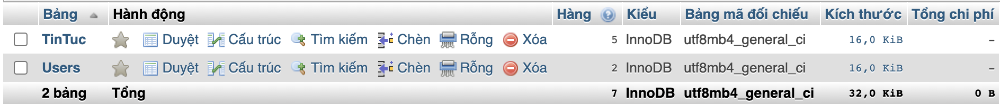 Bảng Hành động Hàng Kiểu Bảng mã đối chiếu Kích thước Tổng chi phí
TinTuc Duyệt Cấu trúc Tìm kiếm Chèn Rỗng Xóa 5 InnoDB utf8mb4_general_ci 16,0 KiB –
Users Duyệt Cấu trúc Tìm kiếm Chèn Rỗng Xóa 2 InnoDB utf8mb4_general_ci 16,0 KiB –
2 bảng Tổng 7 InnoDB utf8mb4_general_ci 32,0 KiB 0 B